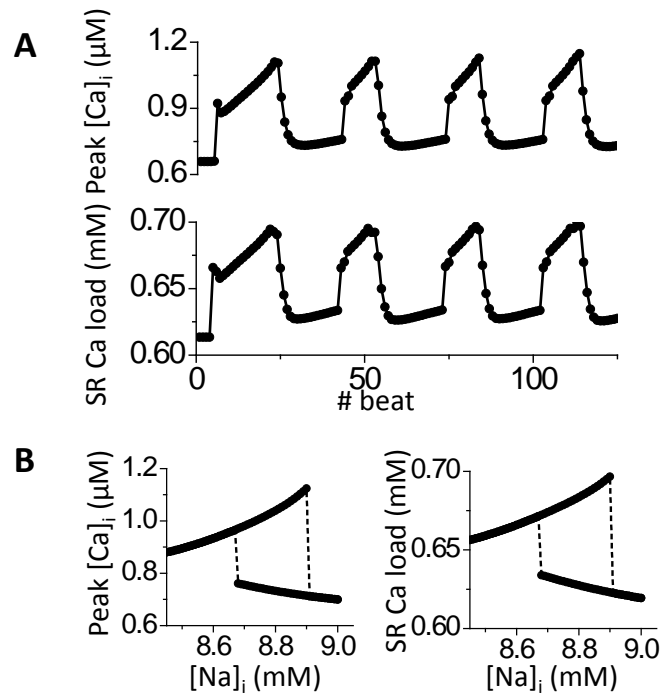 A
Peak [Ca]i (μM)
1.2
0.9
0.6
SR Ca load (mM)
0.70
0.65
0.60
0 50 100
# beat
B
Peak [Ca]i (μM)
1.2
1.0
0.8
0.6
8.6 8.8 9.0
[Na]i (mM)
SR Ca load (mM)
0.70
0.65
0.60
8.6 8.8 9.0
[Na]i (mM)